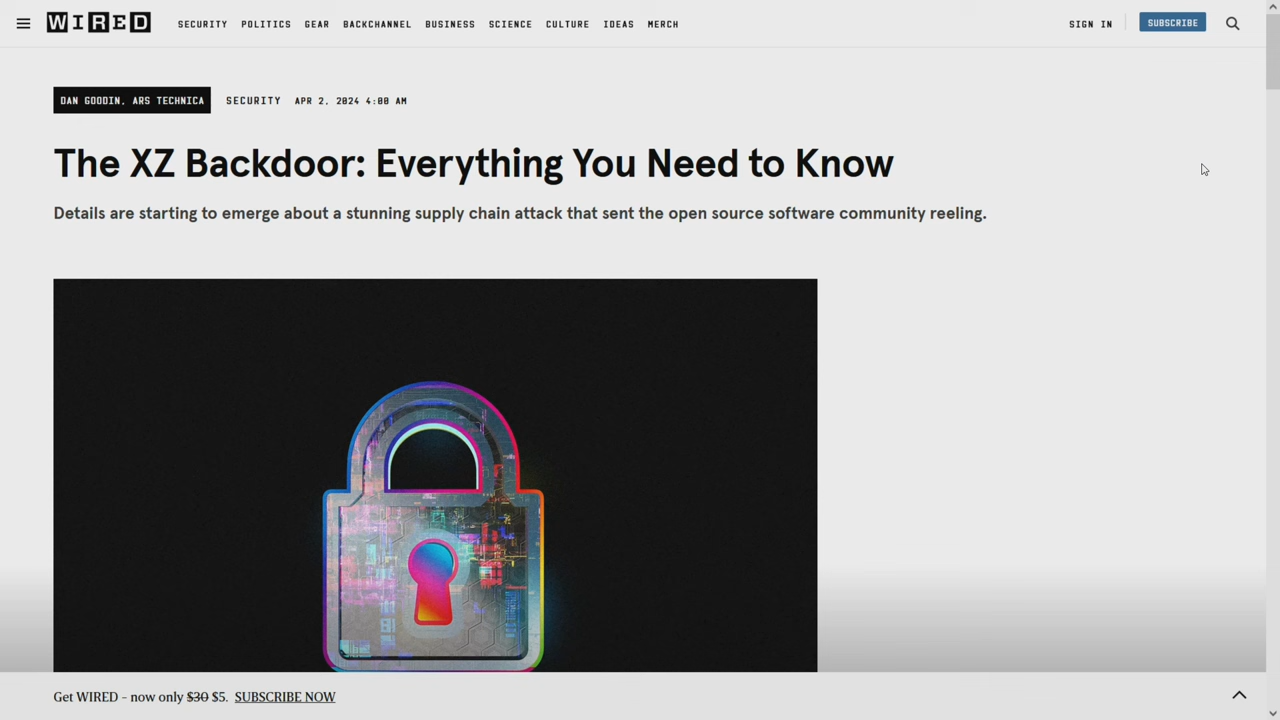 WIRED
SECURITY POLITICS GEAR BACKCHANNEL BUSINESS SCIENCE CULTURE IDEAS MERCH
SIGN IN
SUBSCRIBE
DAN GOODIN, ARS TECHNICA SECURITY APR 2, 2024 4:00 AM
The XZ Backdoor: Everything You Need to Know
Details are starting to emerge about a stunning supply chain attack that sent the open source software community reeling.
Get WIRED - now only $30 $5. SUBSCRIBE NOW